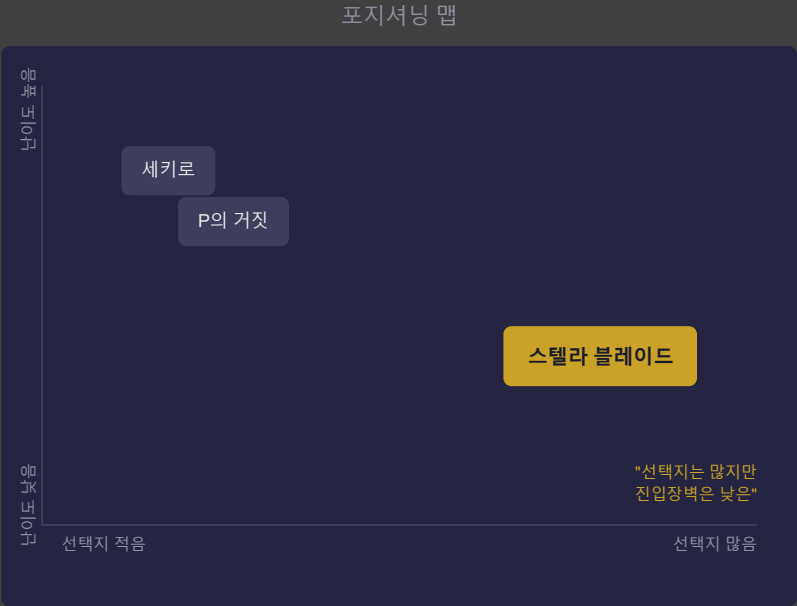 포지셔닝 맵
난이도 높음
세키로
P의 거짓
스텔라 블레이드
"선택지는 많지만
진입장벽은 낮은"
난이도 낮음
선택지 적음
선택지 많음